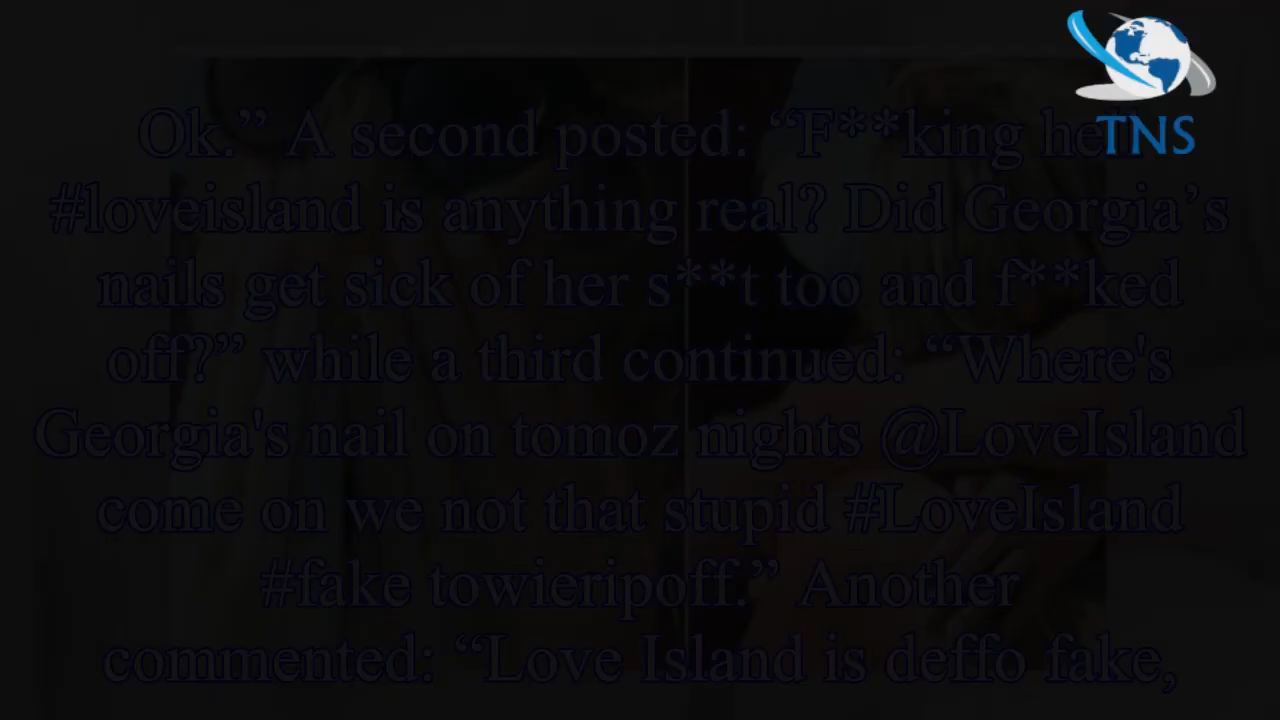 TNS
Ok.” A second posted: “F**king hell
#loveisland is anything real? Did Georgia’s
nails get sick of her s**t too and f**ked
off?” while a third continued: “Where's
Georgia's nail on tomoz nights @LoveIsland
come on we not that stupid #LoveIsland
#fake towieripoff.” Another
commented: “Love Island is deffo fake,